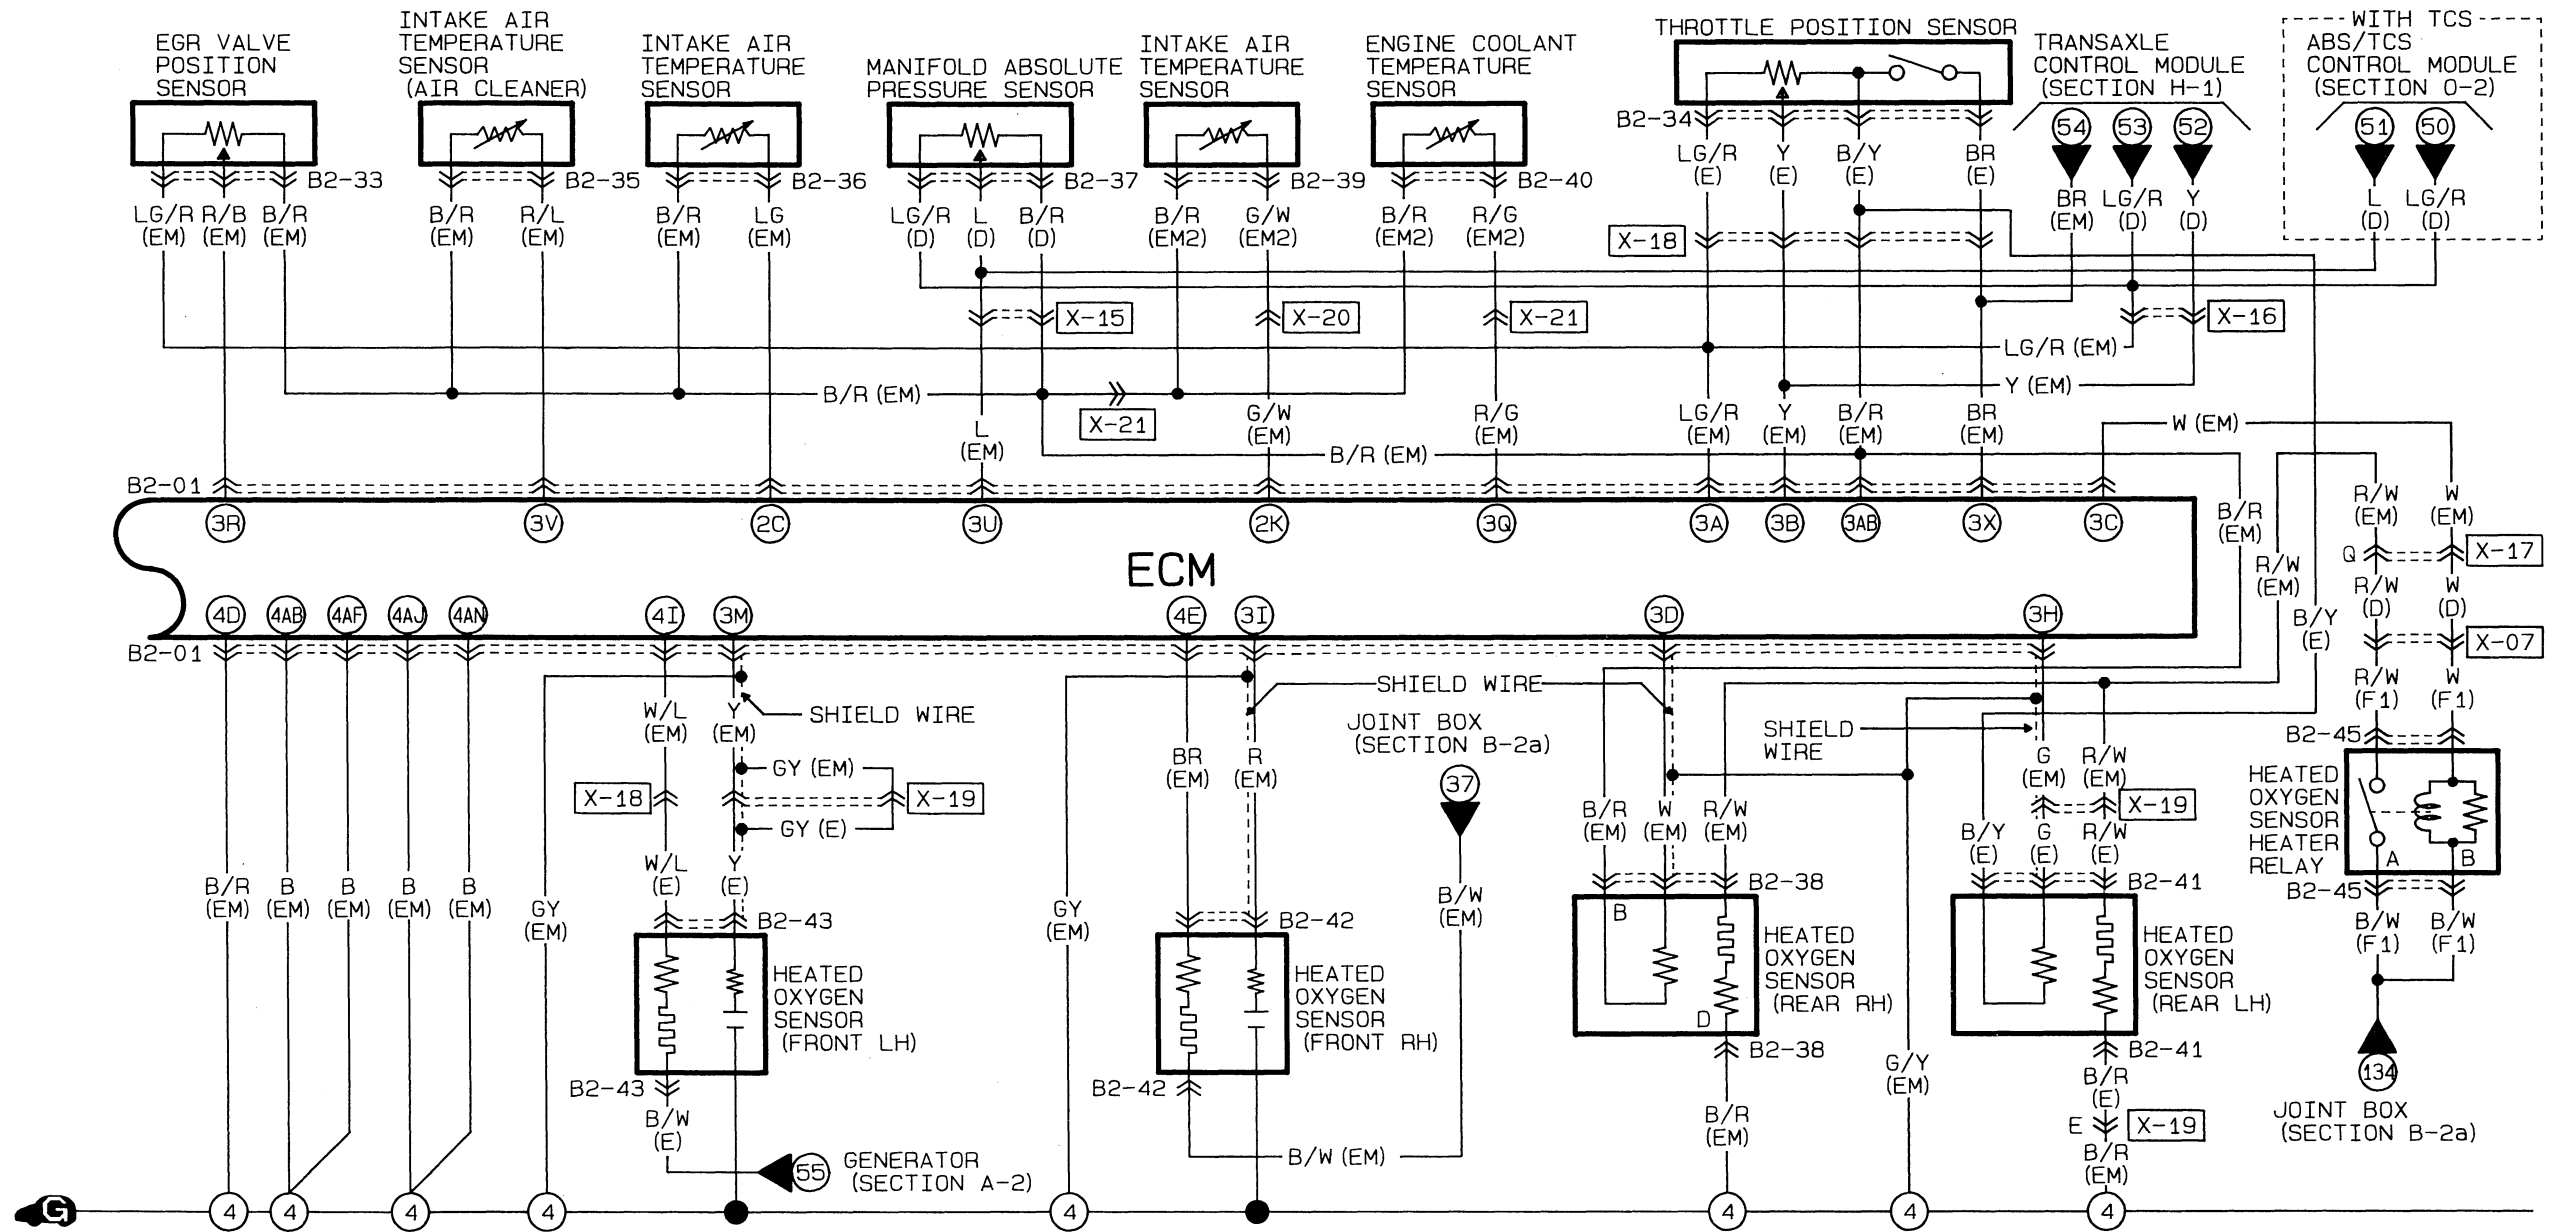 EGR VALVE
POSITION
SENSOR
INTAKE AIR
TEMPERATURE
SENSOR
(AIR CLEANER)
INTAKE AIR
TEMPERATURE
SENSOR
MANIFOLD ABSOLUTE
PRESSURE SENSOR
INTAKE AIR
TEMPERATURE
SENSOR
ENGINE COOLANT
TEMPERATURE
SENSOR
THROTTLE POSITION SENSOR
TRANSAXLE
CONTROL MODULE
(SECTION H-1)
WITH TCS
ABS/TCS
CONTROL MODULE
(SECTION O-2)
B2-34
54
53
52
51
50
B2-33
B2-35
B2-36
B2-37
B2-39
B2-40
LG/R
(E)
Y
(E)
B/Y
(E)
BR
(E)
LG/R
(EM)
R/B
(EM)
B/R
(EM)
B/R
(EM)
R/L
(EM)
B/R
(EM)
LG
(EM)
LG/R
(D)
L
(D)
B/R
(D)
B/R
(EM2)
G/W
(EM2)
B/R
(EM2)
R/G
(EM2)
BR
(EM)
LG/R
(D)
Y
(D)
L
(D)
LG/R
(D)
X-18
X-15
X-20
X-21
X-16
LG/R (EM)
Y (EM)
B/R (EM)
X-21
L
(EM)
G/W
(EM)
R/G
(EM)
LG/R
(EM)
Y
(EM)
B/R
(EM)
BR
(EM)
W (EM)
B/R (EM)
B2-01
3R
3V
2C
3U
2K
3Q
3A
3B
3AB
3X
3C
B/R
(EM)
R/W
(EM)
B/Y
(E)
R/W
(EM)
W
(EM)
Q
X-17
R/W
(D)
W
(D)
X-07
R/W
(F1)
W
(F1)
B2-45
ECM
4D
4AB
4AF
4AJ
4AN
4I
3M
4E
3I
3D
3H
B2-01
SHIELD WIRE
SHIELD WIRE
SHIELD
WIRE
W/L
(EM)
Y
(EM)
GY (EM)
X-18
X-19
GY (E)
W/L
(E)
Y
(E)
BR
(EM)
R
(EM)
JOINT BOX
(SECTION B-2a)
37
B/W
(EM)
B/R
(EM)
W
(EM)
R/W
(EM)
G
(EM)
R/W
(EM)
X-19
B/Y
(E)
G
(E)
R/W
(E)
HEATED
OXYGEN
SENSOR
HEATER
RELAY
A
B
B2-45
B/W
(F1)
B/W
(F1)
B/R
(EM)
B
(EM)
B
(EM)
B
(EM)
B
(EM)
GY
(EM)
GY
(EM)
B2-43
B2-42
B2-38
B2-41
HEATED
OXYGEN
SENSOR
(FRONT LH)
HEATED
OXYGEN
SENSOR
(FRONT RH)
B
D
HEATED
OXYGEN
SENSOR
(REAR RH)
HEATED
OXYGEN
SENSOR
(REAR LH)
B2-43
B2-42
B2-38
B2-41
B/W
(E)
55
GENERATOR
(SECTION A-2)
B/W (EM)
B/R
(EM)
G/Y
(EM)
B/R
(E)
E
X-19
B/R
(EM)
134
JOINT BOX
(SECTION B-2a)
G
4
4
4
4
4
4
4
4